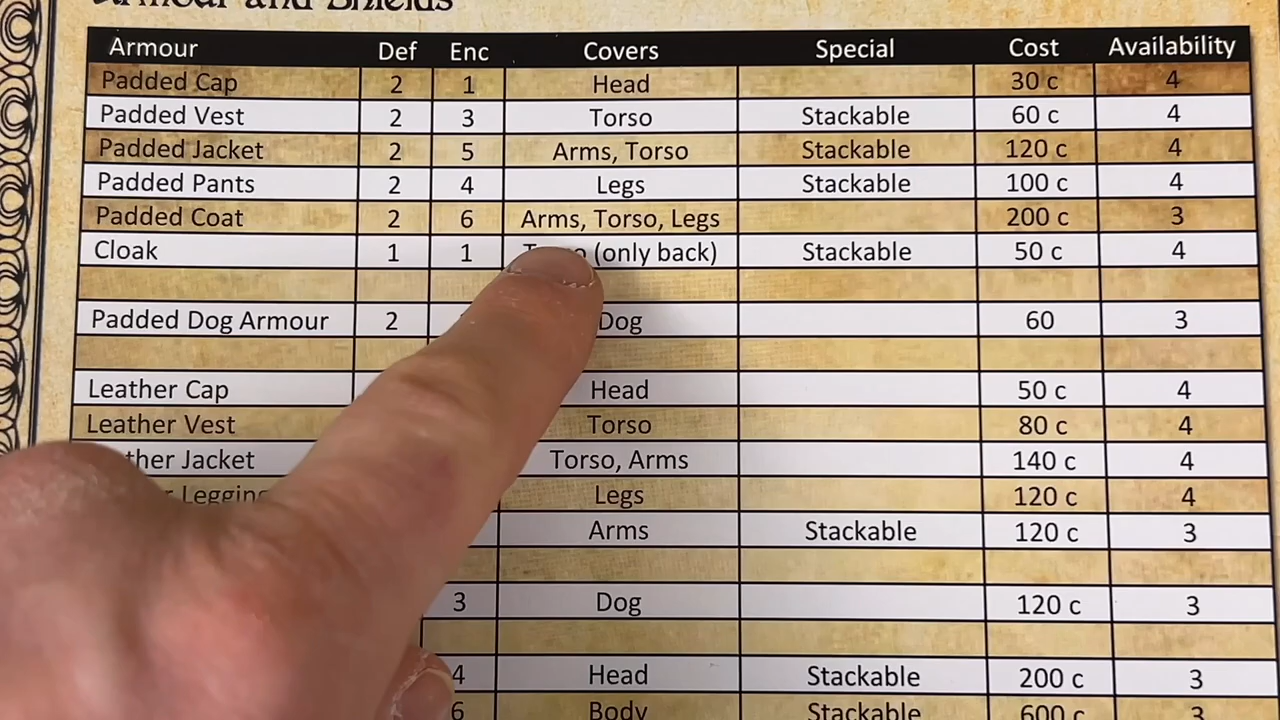 Armour and Shields
Armour Def Enc Covers Special Cost Availability
Padded Cap 2 1 Head 30 c 4
Padded Vest 2 3 Torso Stackable 60 c 4
Padded Jacket 2 5 Arms, Torso Stackable 120 c 4
Padded Pants 2 4 Legs Stackable 100 c 4
Padded Coat 2 6 Arms, Torso, Legs 200 c 3
Cloak 1 1 (only back) Stackable 50 c 4
Padded Dog Armour 2 Dog 60 3
Leather Cap Head 50 c 4
Leather Vest Torso 80 c 4
Jacket Torso, Arms 140 c 4
Legs 120 c 4
Arms Stackable 120 c 3
3 Dog 120 c 3
4 Head Stackable 200 c 3
6 Body Stackable 600 c 3